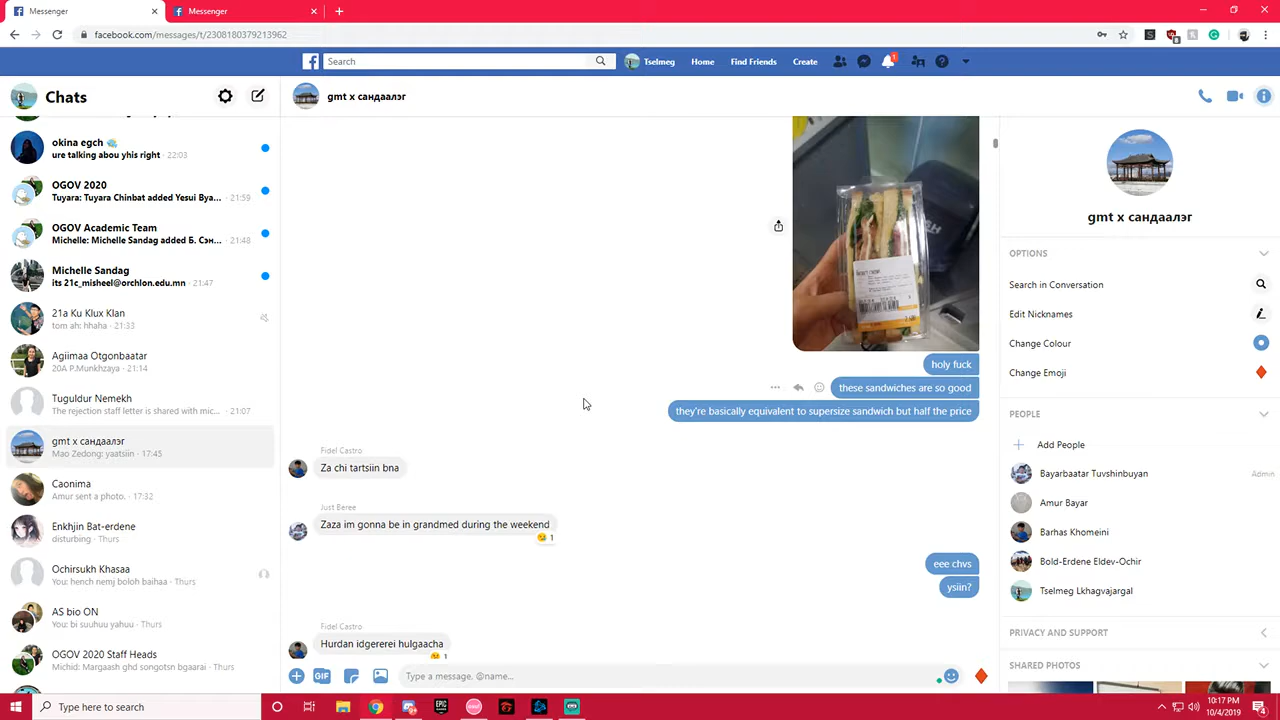 Messenger
Messenger
facebook.com/messages/t/2308180379213962
Search
Tselmeg
Home
Find Friends
Create
1
Chats
gmt x сандаалэг
okina egch
ure talking abou yhis right · 22:03
OGOV 2020
Tuyara: Tuyara Chinbat added Yesui Bya... · 21:59
OGOV Academic Team
Michelle: Michelle Sandag added Б. Сэн... · 21:48
Michelle Sandag
its 21c_misheel@orchlon.edu.mn · 21:47
21a Ku Klux Klan
tom ah: hhaha · 21:33
Agiimaa Otgonbaatar
20A P.Munkhzaya · 21:14
Tuguldur Nemekh
The rejection staff letter is shared with mic... · 21:07
gmt x сандаалэг
Mao Zedong: yaatsiin · 17:45
Caonima
Amur sent a photo. · 17:32
Enkhjin Bat-erdene
disturbing · Thurs
Ochirsukh Khasaa
You: hench nemj boloh baihaa · Thurs
AS bio ON
You: bi suuhuu yahuu · Thurs
OGOV 2020 Staff Heads
Michid: Margaash ghd songotsn bgaarai · Thurs
holy fuck
these sandwiches are so good
they're basically equivalent to supersize sandwich but half the price
Fidel Castro
Za chi tartsiin bna
Just Beree
Zaza im gonna be in grandmed during the weekend
1
eee chvs
ysiin?
Fidel Castro
Hurdan idgererei hulgaacha
1
GIF
Type a message, @name...
gmt x сандаалэг
OPTIONS
Search in Conversation
Edit Nicknames
Change Colour
Change Emoji
PEOPLE
Add People
Bayarbaatar Tuvshinbuyan
Admin
Amur Bayar
Barhas Khomeini
Bold-Erdene Eldev-Ochir
Tselmeg Lkhagvajargal
PRIVACY AND SUPPORT
SHARED PHOTOS
Type here to search
EPIC GAMES
10:17 PM
10/4/2019
4